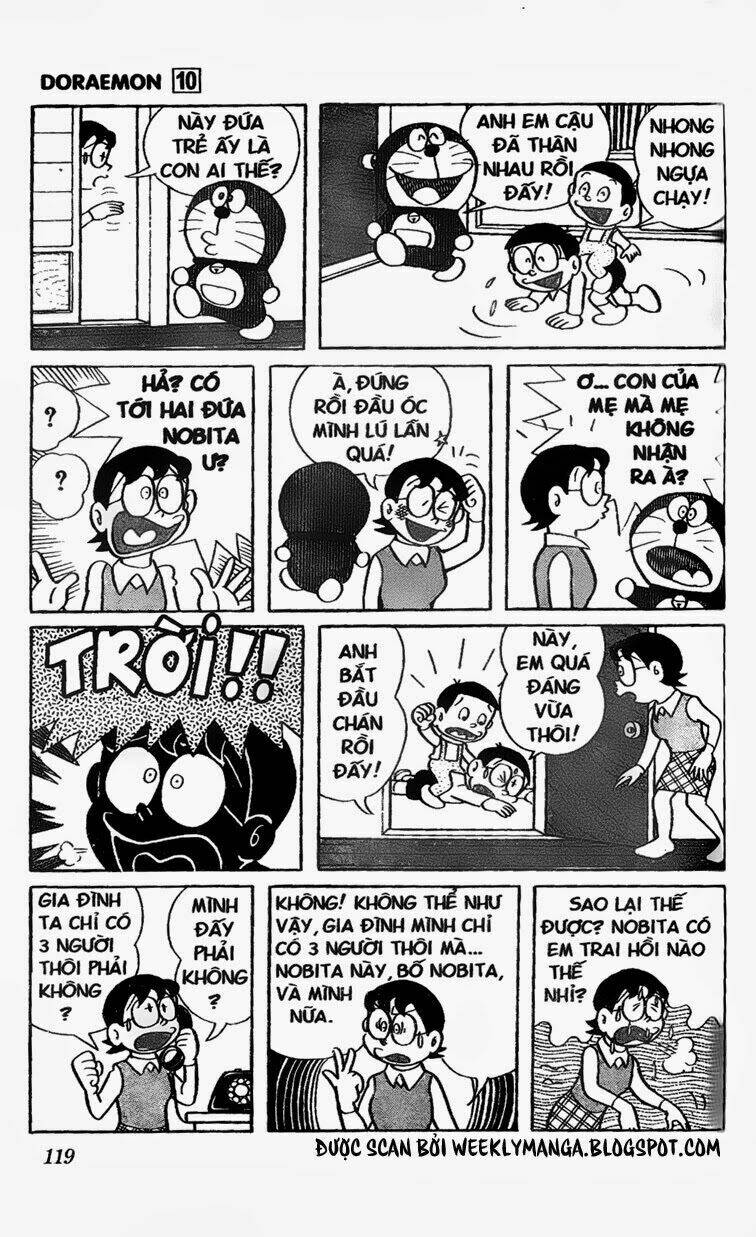 DORAEMON 10
NÀY ĐỨA
TRẺ ẤY LÀ
CON AI THẾ?
ANH EM CẬU
ĐÃ THÂN
NHAU RỒI
ĐẤY!
NHONG
NHONG
NGỰA
CHẠY!
?
?
HẢ? CÓ
TỚI HAI ĐỨA
NOBITA
Ư?
À, ĐÚNG
RỒI ĐẦU ÓC
MÌNH LÚ LẪN
QUÁ!
Ơ... CON CỦA
MẸ MÀ MẸ
KHÔNG
NHẬN
RA À?
TRỜI!!
ANH
BẮT
ĐẦU
CHÁN
RỒI
ĐẤY!
NÀY,
EM QUÁ
ĐÁNG
VỪA
THÔI!
GIA ĐÌNH
TA CHỈ CÓ
3 NGƯỜI
THÔI PHẢI
KHÔNG
?
MÌNH
ĐẤY
PHẢI
KHÔNG
?
KHÔNG! KHÔNG THỂ NHƯ
VẬY, GIA ĐÌNH MÌNH CHỈ
CÓ 3 NGƯỜI THÔI MÀ...
NOBITA NÀY, BỐ NOBITA,
VÀ MÌNH
NỮA.
SAO LẠI THẾ
ĐƯỢC? NOBITA CÓ
EM TRAI HỒI NÀO
THẾ
NHỈ?
119
ĐƯỢC SCAN BỞI WEEKLYMANGA.BLOGSPOT.COM